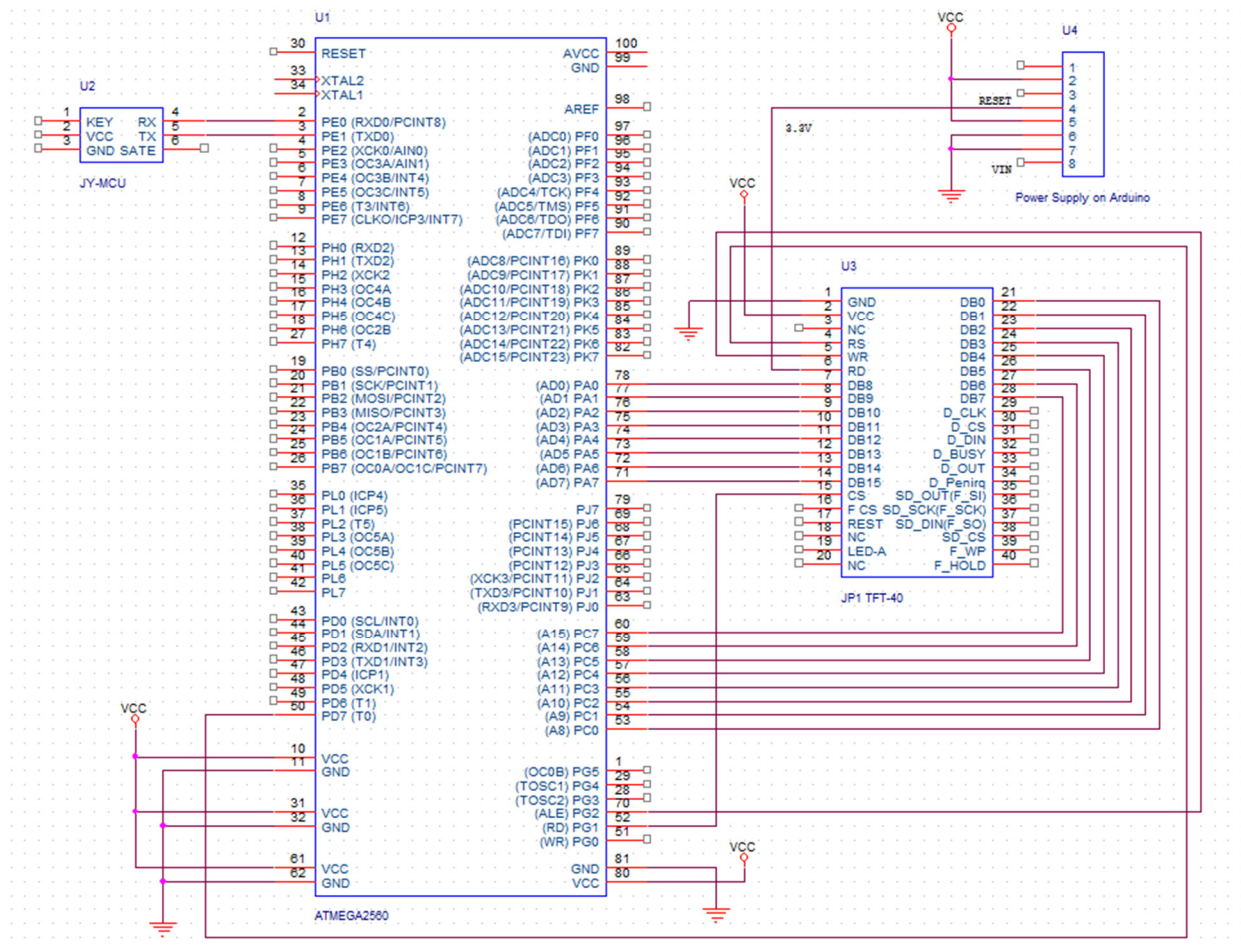 U1
30 RESET
33 XTAL2
34 XTAL1
2 PE0 (RXD0/PCINT8)
3 PE1 (TXD0)
4 PE2 (XCK0/AIN0)
5 PE3 (OC3A/AIN1)
6 PE4 (OC3B/INT4)
7 PE5 (OC3C/INT5)
8 PE6 (T3/INT6)
9 PE7 (CLKO/ICP3/INT7)
12 PH0 (RXD2)
13 PH1 (TXD2)
14 PH2 (XCK2
15 PH3 (OC4A
16 PH4 (OC4B
17 PH5 (OC4C)
18 PH6 (OC2B
27 PH7 (T4)
19 PB0 (SS/PCINT0)
20 PB1 (SCK/PCINT1)
21 PB2 (MOSI/PCINT2)
22 PB3 (MISO/PCINT3)
23 PB4 (OC2A/PCINT4)
24 PB5 (OC1A/PCINT5)
25 PB6 (OC1B/PCINT6)
26 PB7 (OC0A/OC1C/PCINT7)
35 PL0 (ICP4)
36 PL1 (ICP5)
37 PL2 (T5)
38 PL3 (OC5A)
39 PL4 (OC5B)
40 PL5 (OC5C)
41 PL6
42 PL7
43 PD0 (SCL/INT0)
44 PD1 (SDA/INT1)
45 PD2 (RXD1/INT2)
46 PD3 (TXD1/INT3)
47 PD4 (ICP1)
48 PD5 (XCK1)
49 PD6 (T1)
50 PD7 (T0)
VCC
10 VCC
11 GND
31 VCC
32 GND
61 VCC
62 GND
AVCC 100
GND 99
AREF 98
(ADC0) PF0 97
(ADC1) PF1 96
(ADC2) PF2 95
(ADC3) PF3 94
(ADC4/TCK) PF4 93
(ADC5/TMS) PF5 92
(ADC6/TDO) PF6 91
(ADC7/TDI) PF7 90
(ADC8/PCINT16) PK0 89
(ADC9/PCINT17) PK1 88
(ADC10/PCINT18) PK2 87
(ADC11/PCINT19) PK3 86
(ADC12/PCINT20) PK4 85
(ADC13/PCINT21) PK5 84
(ADC14/PCINT22) PK6 83
(ADC15/PCINT23) PK7 82
(AD0) PA0 78
(AD1 PA1 77
(AD2) PA2 76
(AD3) PA3 75
(AD4) PA4 74
(AD5 PA5 73
(AD6) PA6 72
(AD7) PA7 71
PJ7 79
(PCINT15) PJ6 69
(PCINT14) PJ5 68
(PCINT13) PJ4 67
(PCINT12) PJ3 66
(XCK3/PCINT11) PJ2 65
(TXD3/PCINT10) PJ1 64
(RXD3/PCINT9) PJ0 63
(A15) PC7 60
(A14) PC6 59
(A13) PC5 58
(A12) PC4 57
(A11) PC3 56
(A10) PC2 55
(A9) PC1 54
(A8) PC0 53
(OC0B) PG5 1
(TOSC1) PG4 29
(TOSC2) PG3 28
(ALE) PG2 70
(RD) PG1 52
(WR) PG0 51
GND 81
VCC 80
VCC
ATMEGA2560
U2
1 KEY RX 4
2 VCC TX 5
3 GND SATE 6
JY-MCU
VCC
U4
1
2
3
RESET 4
3.3V 5
6
7
VIN 8
Power Supply on Arduino
VCC
U3
1 GND DB0 21
2 VCC DB1 22
3 NC DB2 23
4 RS DB3 24
5 WR DB4 25
6 RD DB5 26
7 DB8 DB6 27
8 DB9 DB7 28
9 DB10 D_CLK 29
10 DB11 D_CS 30
11 DB12 D_DIN 31
12 DB13 D_BUSY 32
13 DB14 D_OUT 33
14 DB15 D_Penirq 34
15 CS SD_OUT(F_SI) 35
16 F CS SD_SCK(F_SCK) 36
17 REST SD_DIN(F_SO) 37
18 NC SD_CS 38
19 LED-A F_WP 39
20 NC F_HOLD 40
JP1 TFT-40